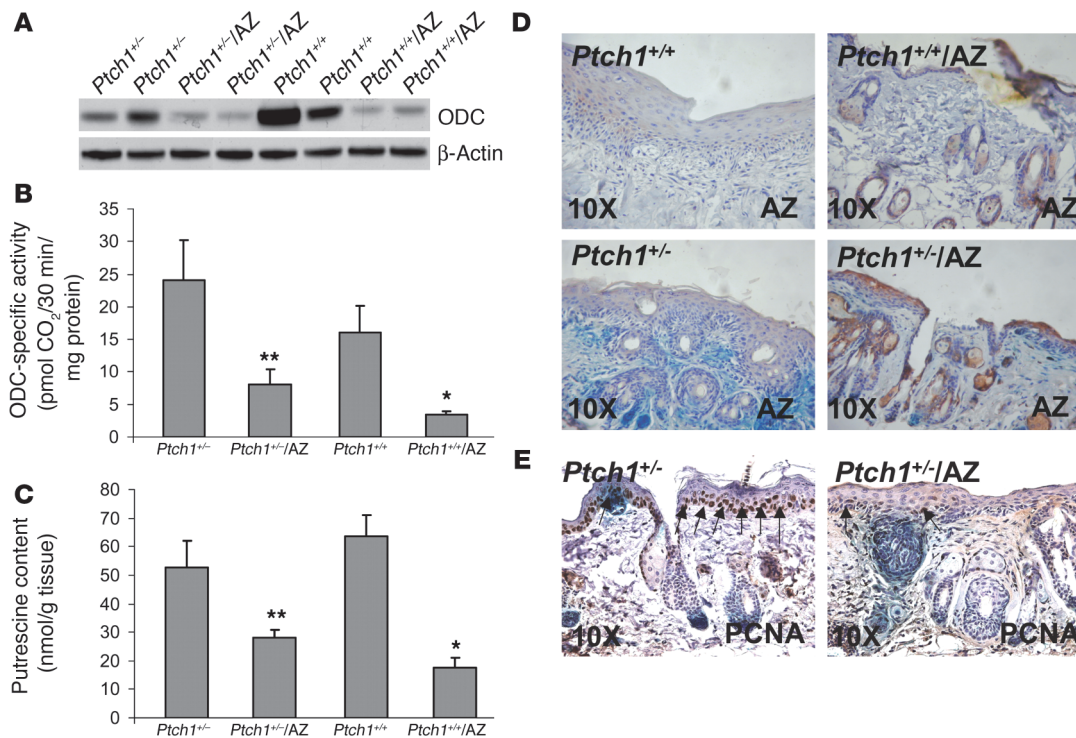 A
Ptch1+/−
Ptch1+/−
Ptch1+/−/AZ
Ptch1+/−/AZ
Ptch1+/+
Ptch1+/+
Ptch1+/+/AZ
Ptch1+/+/AZ
ODC
β-Actin
B
ODC-specific activity
(pmol CO2/30 min/
mg protein)
40
35
30
25
20
15
10
5
0
**
*
Ptch1+/−
Ptch1+/−/AZ
Ptch1+/+
Ptch1+/+/AZ
C
Putrescine content
(nmol/g tissue)
80
70
60
50
40
30
20
10
0
**
*
Ptch1+/−
Ptch1+/−/AZ
Ptch1+/+
Ptch1+/+/AZ
D
Ptch1+/+
10X
AZ
Ptch1+/+/AZ
10X
AZ
Ptch1+/-
10X
AZ
Ptch1+/-/AZ
10X
AZ
E
Ptch1+/-
10X
PCNA
Ptch1+/-/AZ
10X
PCNA